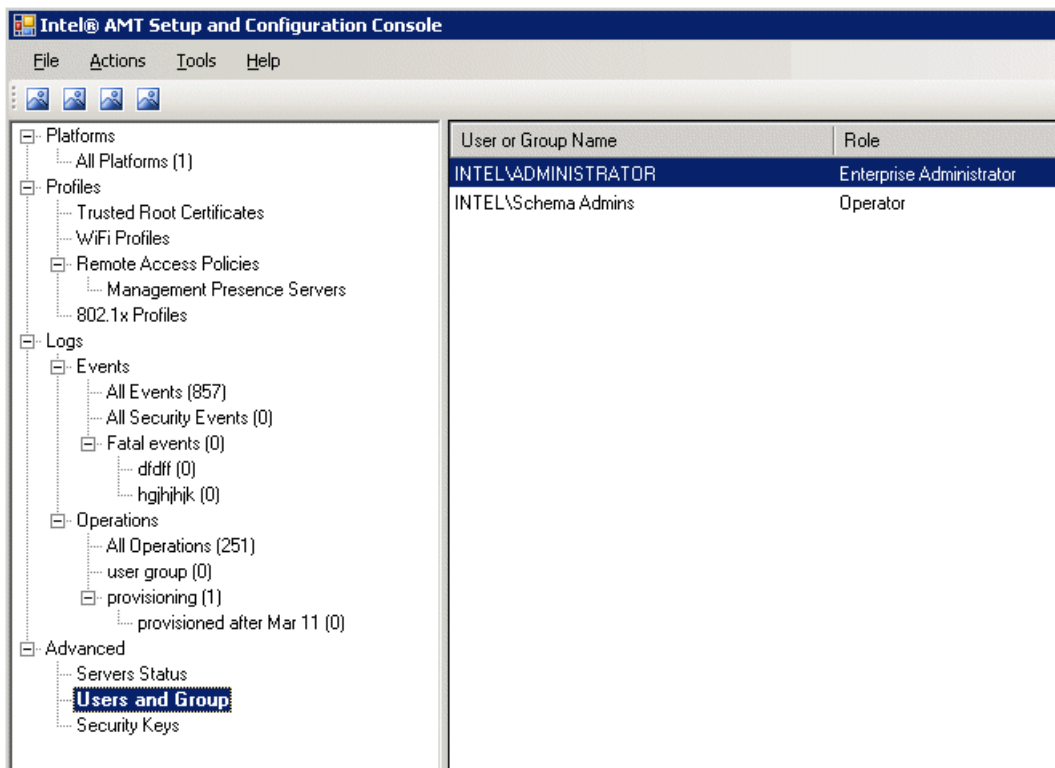 Intel® AMT Setup and Configuration Console
File Actions Tools Help
Platforms
All Platforms (1)
Profiles
Trusted Root Certificates
WiFi Profiles
Remote Access Policies
Management Presence Servers
802.1x Profiles
Logs
Events
All Events (857)
All Security Events (0)
Fatal events (0)
dfdff (0)
hgjhjhjk (0)
Operations
All Operations (251)
user group (0)
provisioning (1)
provisioned after Mar 11 (0)
Advanced
Servers Status
Users and Group
Security Keys
User or Group Name Role
INTEL\ADMINISTRATOR Enterprise Administrator
INTEL\Schema Admins Operator